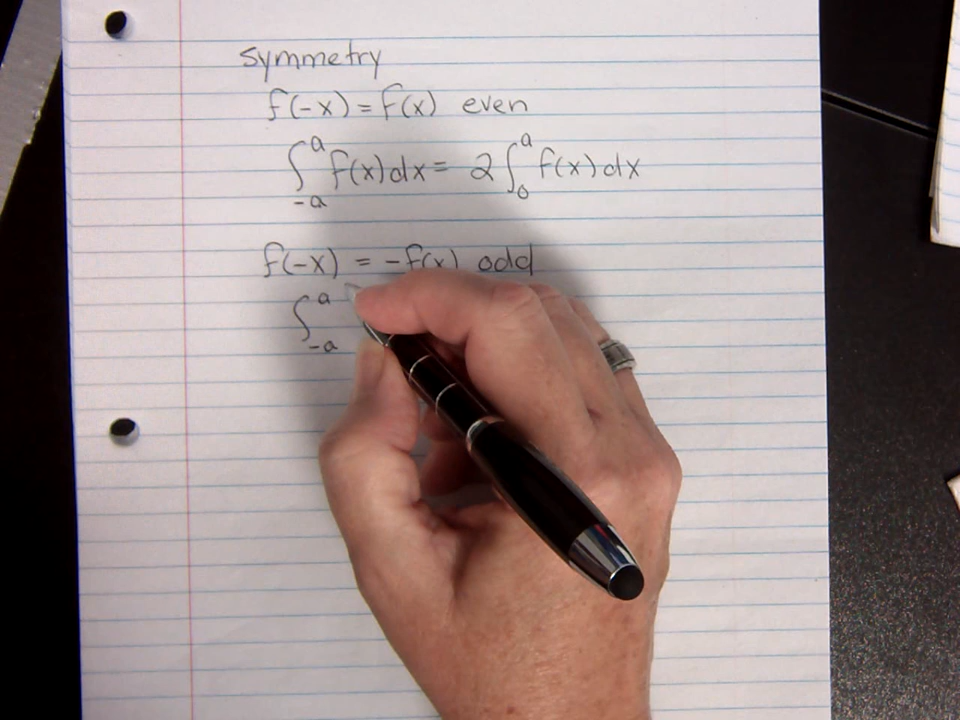 symmetry
f(-x) = f(x) even
∫_{-a}^{a} f(x)dx = 2 ∫_{0}^{a} f(x)dx
f(-x) = -f(x) odd
∫_{-a}^{a}